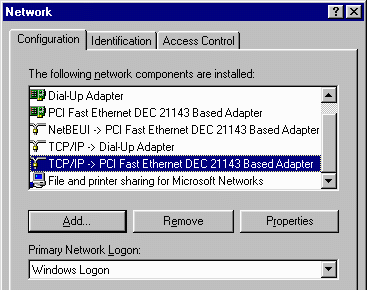 Network
Configuration Identification Access Control
The following network components are installed:
Dial-Up Adapter
PCI Fast Ethernet DEC 21143 Based Adapter
NetBEUI -> PCI Fast Ethernet DEC 21143 Based Adapter
TCP/IP -> Dial-Up Adapter
TCP/IP -> PCI Fast Ethernet DEC 21143 Based Adapter
File and printer sharing for Microsoft Networks
Add... Remove Properties
Primary Network Logon:
Windows Logon